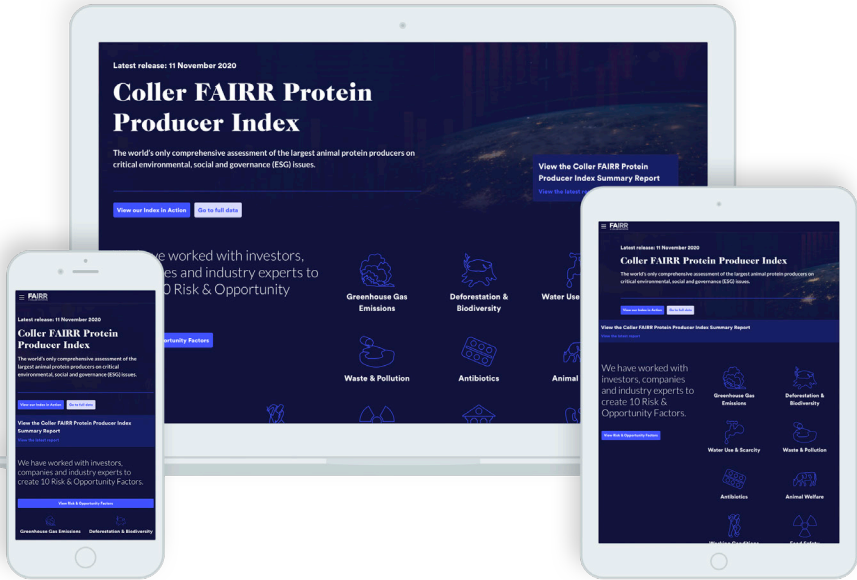 Latest release: 11 November 2020
Coller FAIRR Protein
Producer Index
The world's only comprehensive assessment of the largest animal protein producers on
critical environmental, social and governance (ESG) issues.
View the Coller FAIRR Protein
Producer Index Summary Report
View the latest
View our Index in Action
Go to full data
have worked with investors,
and industry experts to
Risk & Opportunity
Factors
Greenhouse Gas
Emissions
Deforestation &
Biodiversity
Water Use
Waste & Pollution
Antibiotics
Animal
FAIRR
Latest release: 11 November 2020
Coller FAIRR Protein
Producer Index
The world's only comprehensive assessment of the
largest animal protein producers on critical
environmental, social and governance (ESG) issues.
View our Index in Action
Go to full data
View the Coller FAIRR Protein Producer Index
Summary Report
View the latest report
We have worked with investors,
companies and industry experts to
create 10 Risk & Opportunity Factors.
View Risk & Opportunity Factors
Greenhouse Gas Emissions
Deforestation & Biodiversity
FAIRR
Latest release: 11 November 2020
Coller FAIRR Protein Producer Index
The world's only comprehensive assessment of the largest animal protein producers on
critical environmental, social and governance (ESG) issues.
View our Index in Action
Go to full data
View the Coller FAIRR Protein Producer Index Summary Report
View the latest report
We have worked with
investors, companies
and industry experts to
create 10 Risk &
Opportunity Factors.
View Risk & Opportunity Factors
Greenhouse Gas
Emissions
Deforestation &
Biodiversity
Water Use & Scarcity
Waste & Pollution
Antibiotics
Animal Welfare
Working Conditions
Food Safety